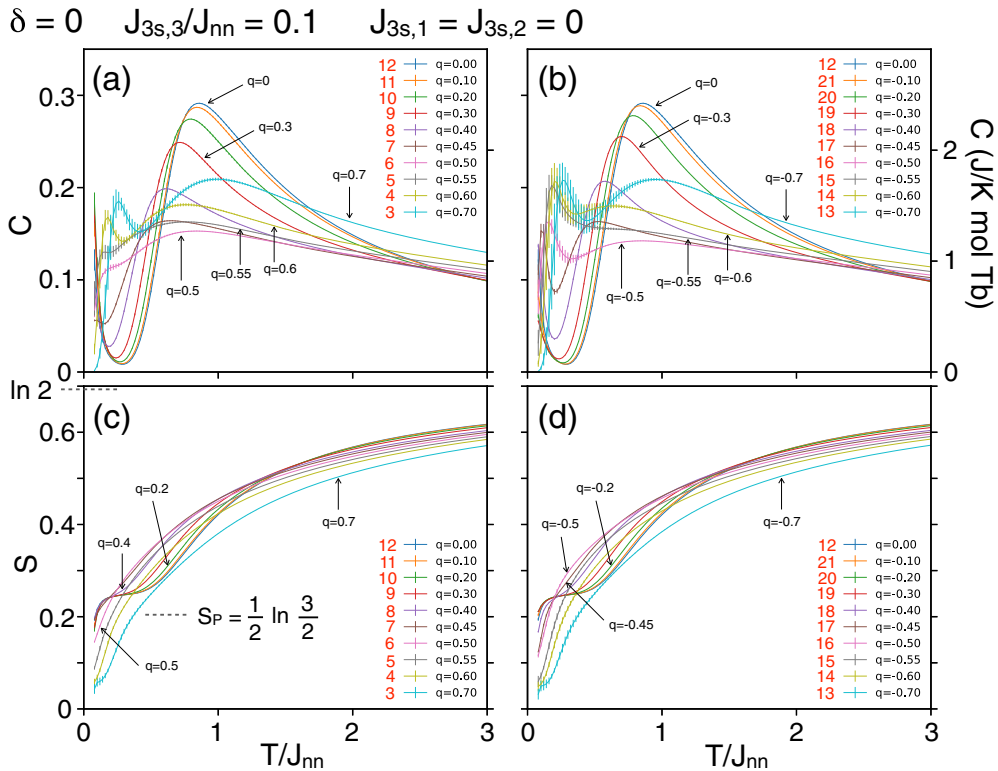 δ = 0 J3s,3/Jnn = 0.1 J3s,1 = J3s,2 = 0
(a)
12 q=0.00
11 q=0.10
10 q=0.20
9 q=0.30
8 q=0.40
7 q=0.45
6 q=0.50
5 q=0.55
4 q=0.60
3 q=0.70
q=0
q=0.3
q=0.7
q=0.5
q=0.55
q=0.6
0.3
0.2
0.1
0
C
(b)
12 q=0.00
21 q=-0.10
20 q=-0.20
19 q=-0.30
18 q=-0.40
17 q=-0.45
16 q=-0.50
15 q=-0.55
14 q=-0.60
13 q=-0.70
q=0
q=-0.3
q=-0.7
q=-0.5
q=-0.55
q=-0.6
2
1
0
C (J/K mol Tb)
ln 2
(c)
q=0.2
q=0.4
q=0.7
q=0.5
SP = 1/2 ln 3/2
12 q=0.00
11 q=0.10
10 q=0.20
9 q=0.30
8 q=0.40
7 q=0.45
6 q=0.50
5 q=0.55
4 q=0.60
3 q=0.70
0.6
0.4
0.2
0
S
0 1 2 3
T/Jnn
(d)
q=-0.2
q=-0.5
q=-0.7
q=-0.45
12 q=0.00
21 q=-0.10
20 q=-0.20
19 q=-0.30
18 q=-0.40
17 q=-0.45
16 q=-0.50
15 q=-0.55
14 q=-0.60
13 q=-0.70
0 1 2 3
T/Jnn